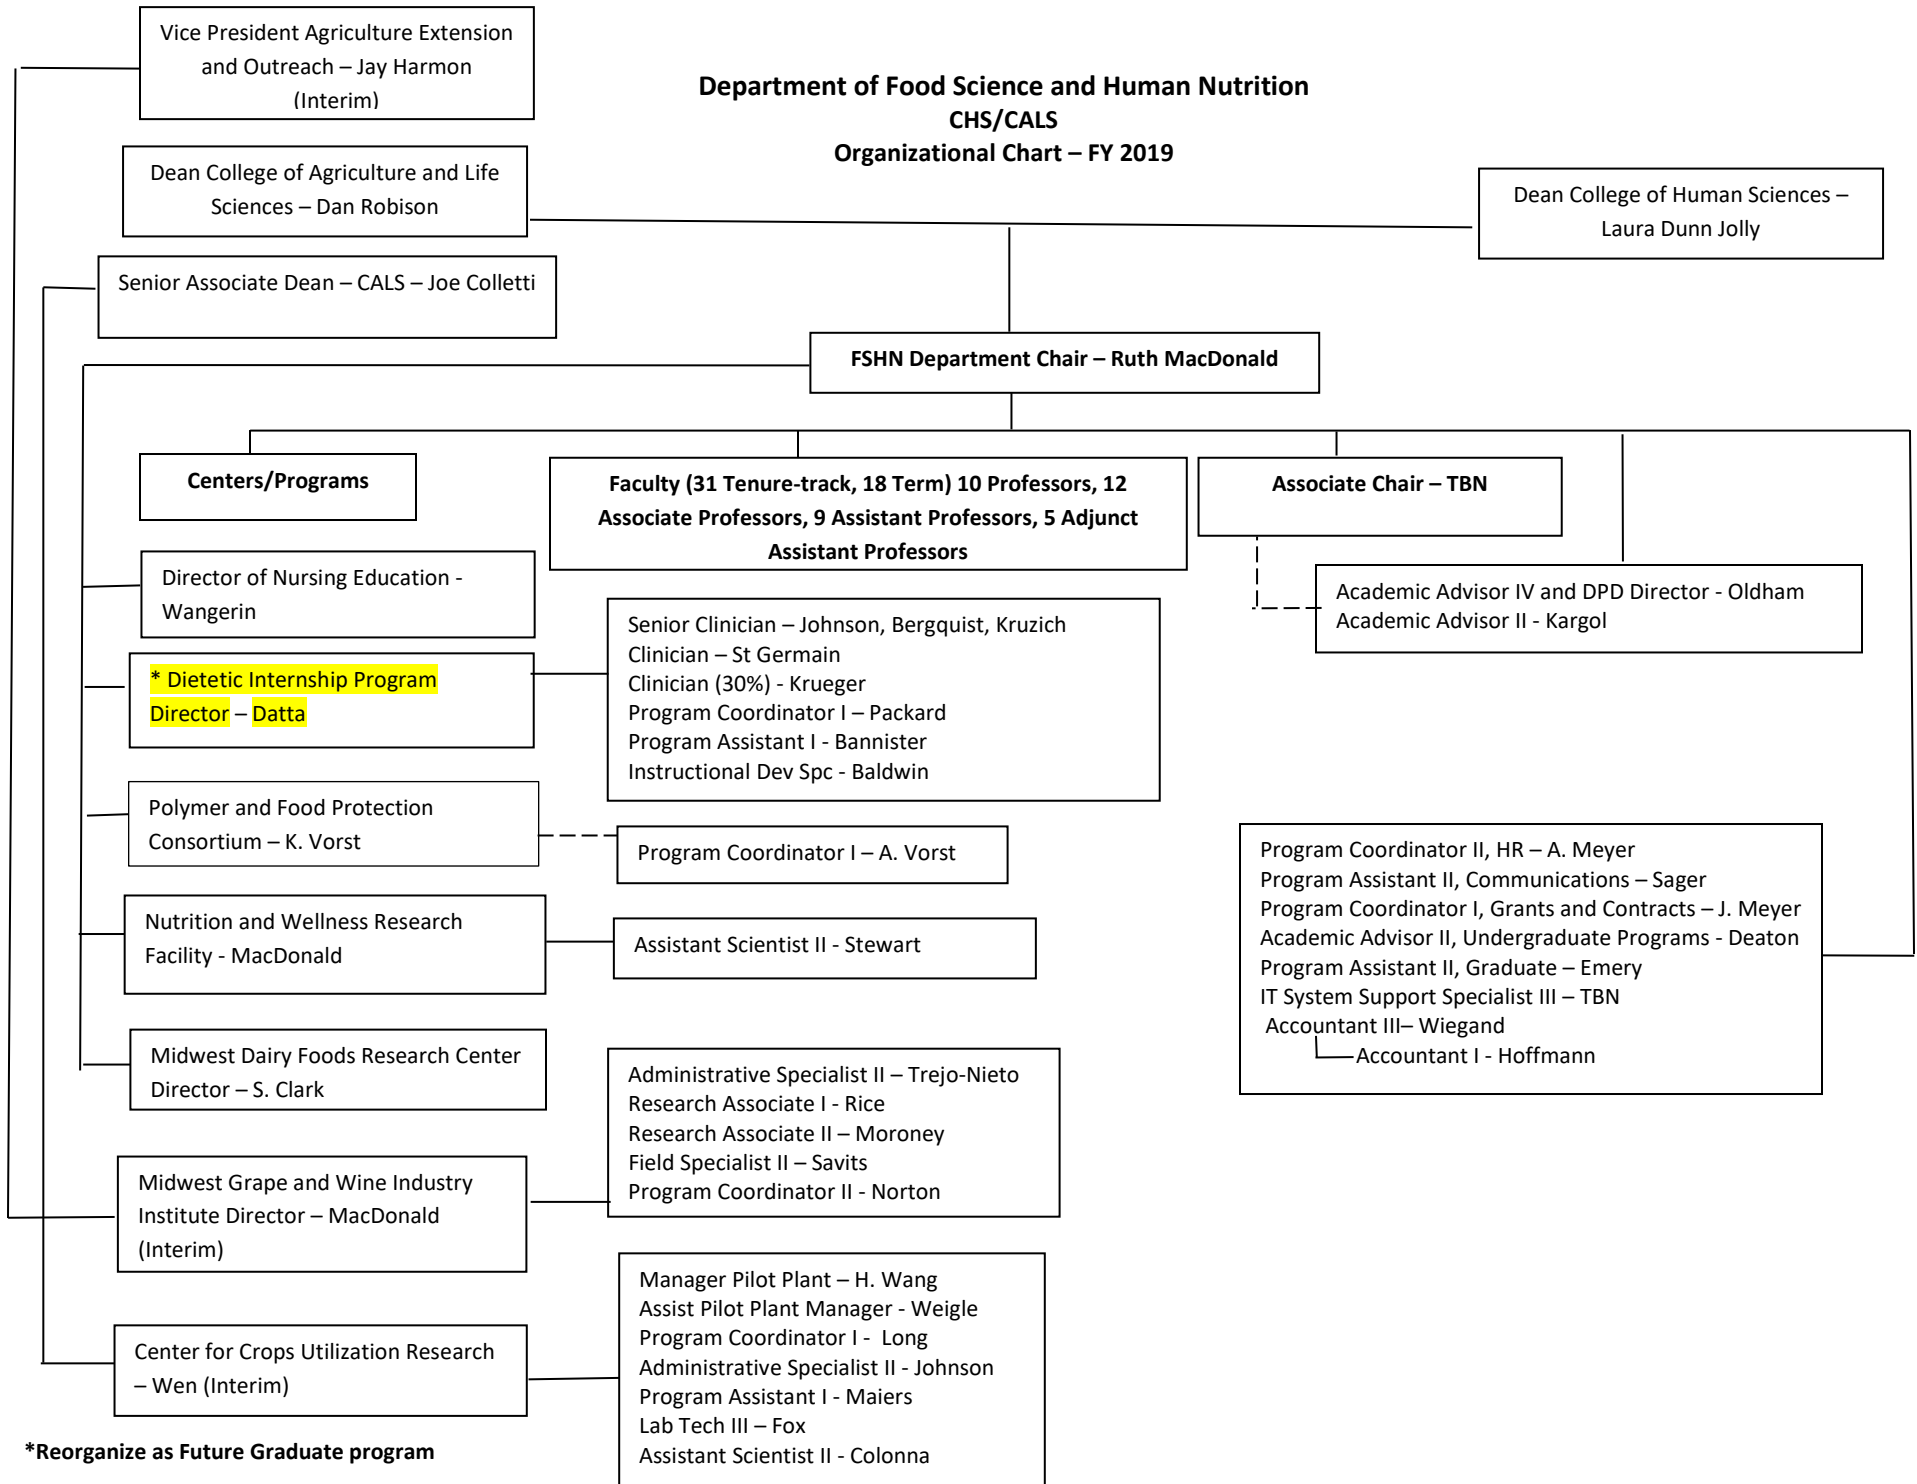 Vice President Agriculture Extension
and Outreach – Jay Harmon
(Interim)
Department of Food Science and Human Nutrition
CHS/CALS
Organizational Chart – FY 2019
Dean College of Agriculture and Life
Sciences – Dan Robison
Dean College of Human Sciences –
Laura Dunn Jolly
Senior Associate Dean – CALS – Joe Colletti
FSHN Department Chair – Ruth MacDonald
Centers/Programs
Faculty (31 Tenure-track, 18 Term) 10 Professors, 12
Associate Professors, 9 Assistant Professors, 5 Adjunct
Assistant Professors
Associate Chair – TBN
Director of Nursing Education -
Wangerin
Academic Advisor IV and DPD Director - Oldham
Academic Advisor II - Kargol
* Dietetic Internship Program
Director – Datta
Senior Clinician – Johnson, Bergquist, Kruzich
Clinician – St Germain
Clinician (30%) - Krueger
Program Coordinator I – Packard
Program Assistant I - Bannister
Instructional Dev Spc - Baldwin
Polymer and Food Protection
Consortium – K. Vorst
Program Coordinator I – A. Vorst
Program Coordinator II, HR – A. Meyer
Program Assistant II, Communications – Sager
Program Coordinator I, Grants and Contracts – J. Meyer
Academic Advisor II, Undergraduate Programs - Deaton
Program Assistant II, Graduate – Emery
IT System Support Specialist III – TBN
Accountant III– Wiegand
Accountant I - Hoffmann
Nutrition and Wellness Research
Facility - MacDonald
Assistant Scientist II - Stewart
Midwest Dairy Foods Research Center
Director – S. Clark
Administrative Specialist II – Trejo-Nieto
Research Associate I - Rice
Research Associate II – Moroney
Field Specialist II – Savits
Program Coordinator II - Norton
Midwest Grape and Wine Industry
Institute Director – MacDonald
(Interim)
Manager Pilot Plant – H. Wang
Assist Pilot Plant Manager - Weigle
Program Coordinator I - Long
Administrative Specialist II - Johnson
Program Assistant I - Maiers
Lab Tech III – Fox
Assistant Scientist II - Colonna
Center for Crops Utilization Research
– Wen (Interim)
*Reorganize as Future Graduate program